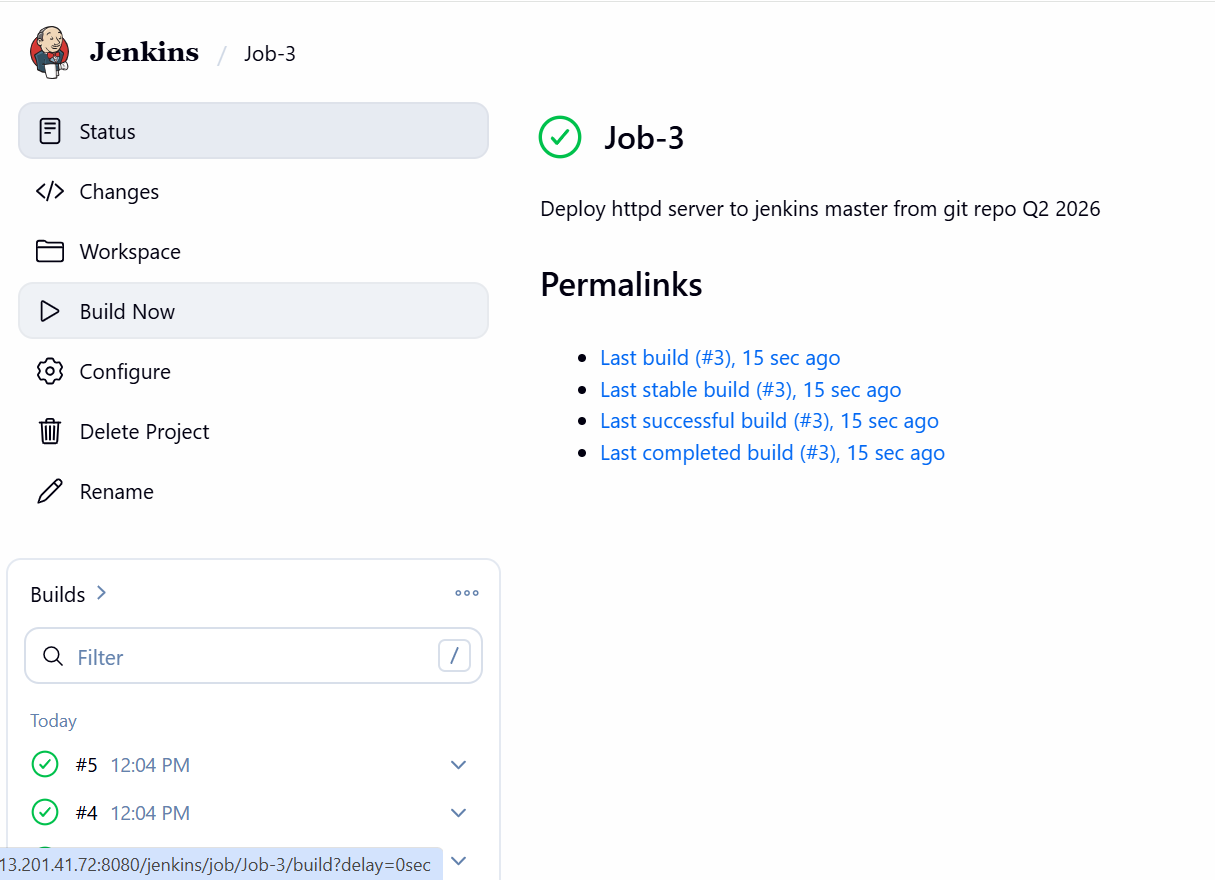 Jenkins / Job-3
Status
Changes
Workspace
Build Now
Configure
Delete Project
Rename
Builds
Filter /
Today
#5 12:04 PM
#4 12:04 PM
13.201.41.72:8080/jenkins/job/Job-3/build?delay=0sec
Job-3
Deploy httpd server to jenkins master from git repo Q2 2026
Permalinks
Last build (#3), 15 sec ago
Last stable build (#3), 15 sec ago
Last successful build (#3), 15 sec ago
Last completed build (#3), 15 sec ago